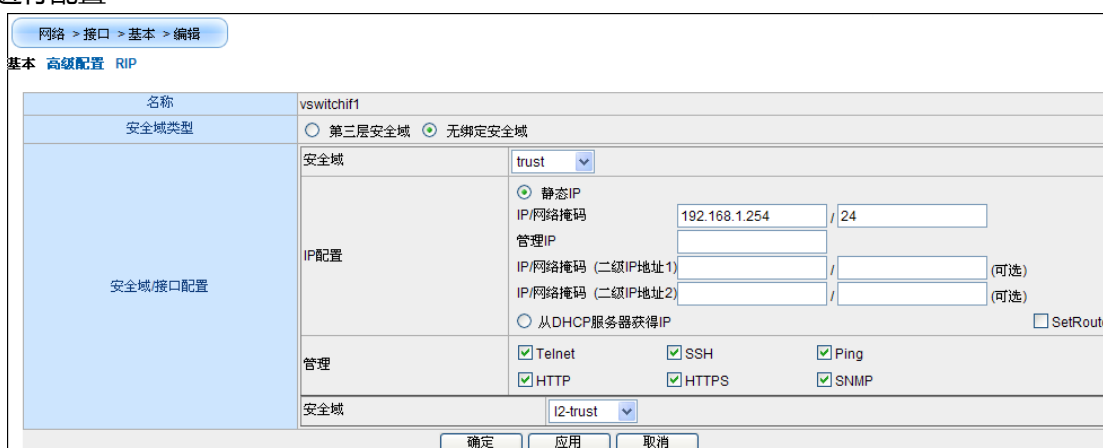 网络 > 接口 > 基本 > 编辑
基本 高级配置 RIP
名称 vswitchif1
安全域类型 第三层安全域 无绑定安全域
安全域/接口配置
安全域 trust
IP配置
静态IP
IP/网络掩码 192.168.1.254 / 24
管理IP
IP/网络掩码 (二级IP地址1) / (可选)
IP/网络掩码 (二级IP地址2) / (可选)
从DHCP服务器获得IP SetRoute
管理
Telnet SSH Ping
HTTP HTTPS SNMP
安全域 l2-trust
确定 应用 取消